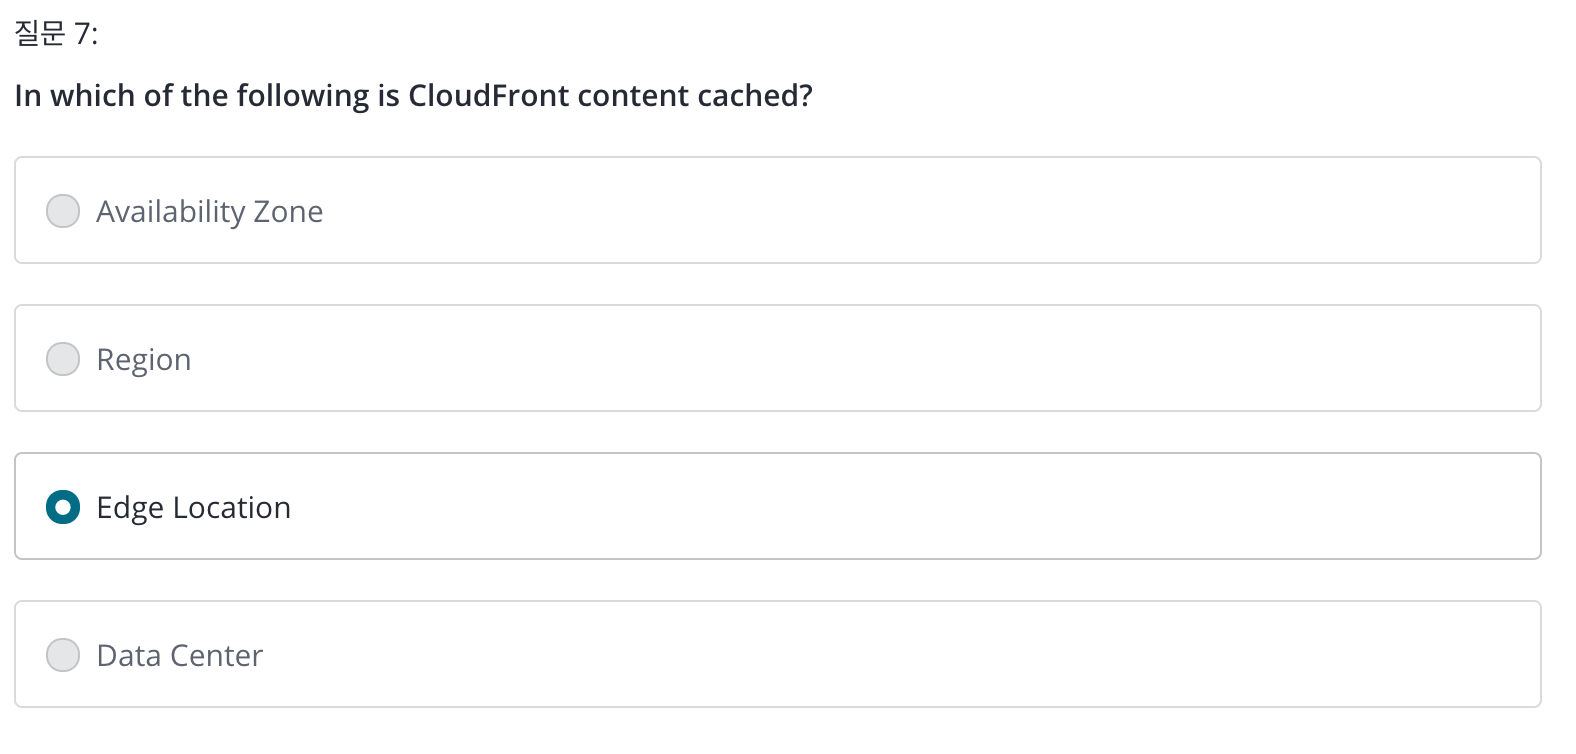 질문 7:
In which of the following is CloudFront content cached?
Availability Zone
Region
Edge Location
Data Center